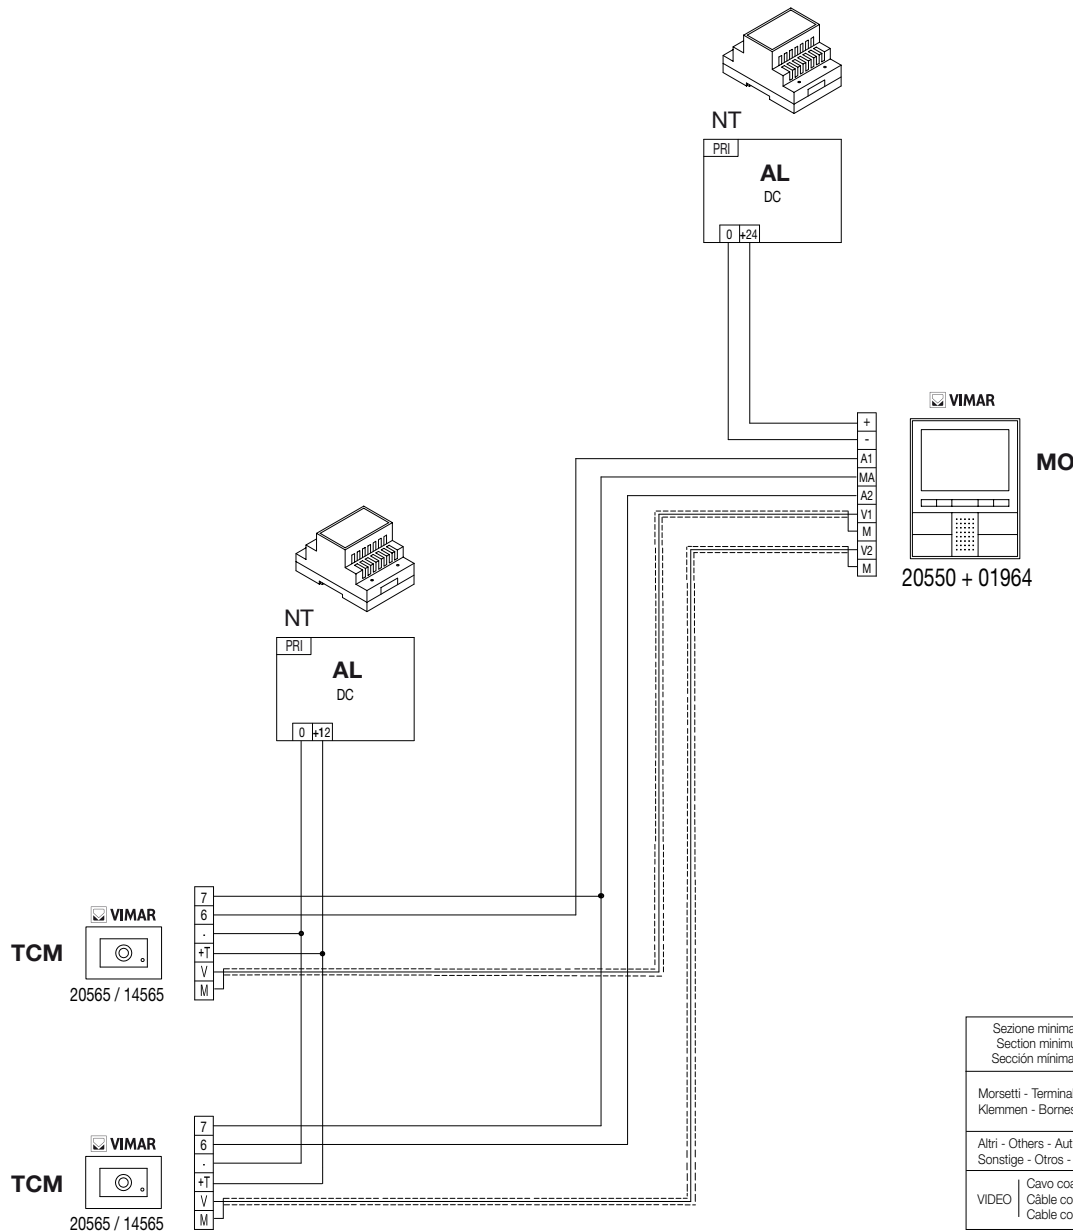 NT
PRI
AL
DC
0 +24
VIMAR
+
-
A1
MA
A2
V1
M
V2
M
MO
20550 + 01964
NT
PRI
AL
DC
0 +12
7
6
-
+T
V
M
VIMAR
TCM
20565 / 14565
7
6
-
+T
V
M
VIMAR
TCM
20565 / 14565
Sezione minima
Section minimu
Sección mínima
Morsetti - Terminal
Klemmen - Bornes
Altri - Others - Aut
Sonstige - Otros -
VIDEO
Cavo coa
Câble co
Cable co